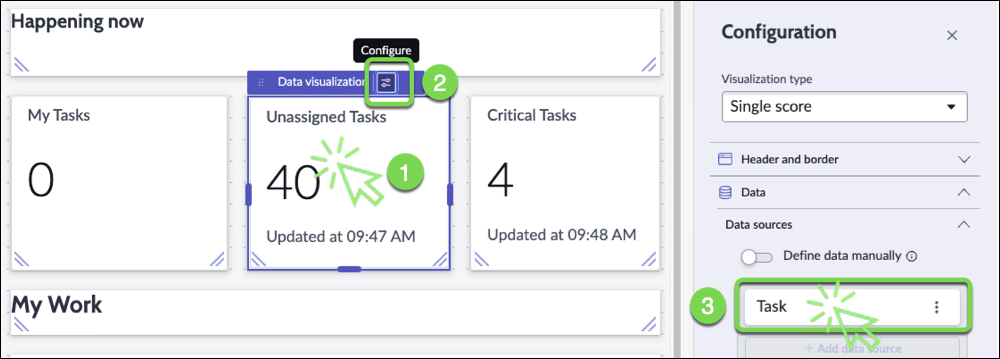 Happening now
Configure
Data visualization
2
My Tasks
0
Unassigned Tasks
40
1
Updated at 09:47 AM
Critical Tasks
4
Updated at 09:48 AM
My Work
Configuration
Visualization type
Single score
Header and border
Data
Data sources
Define data manually
3
Task
+ Add data source